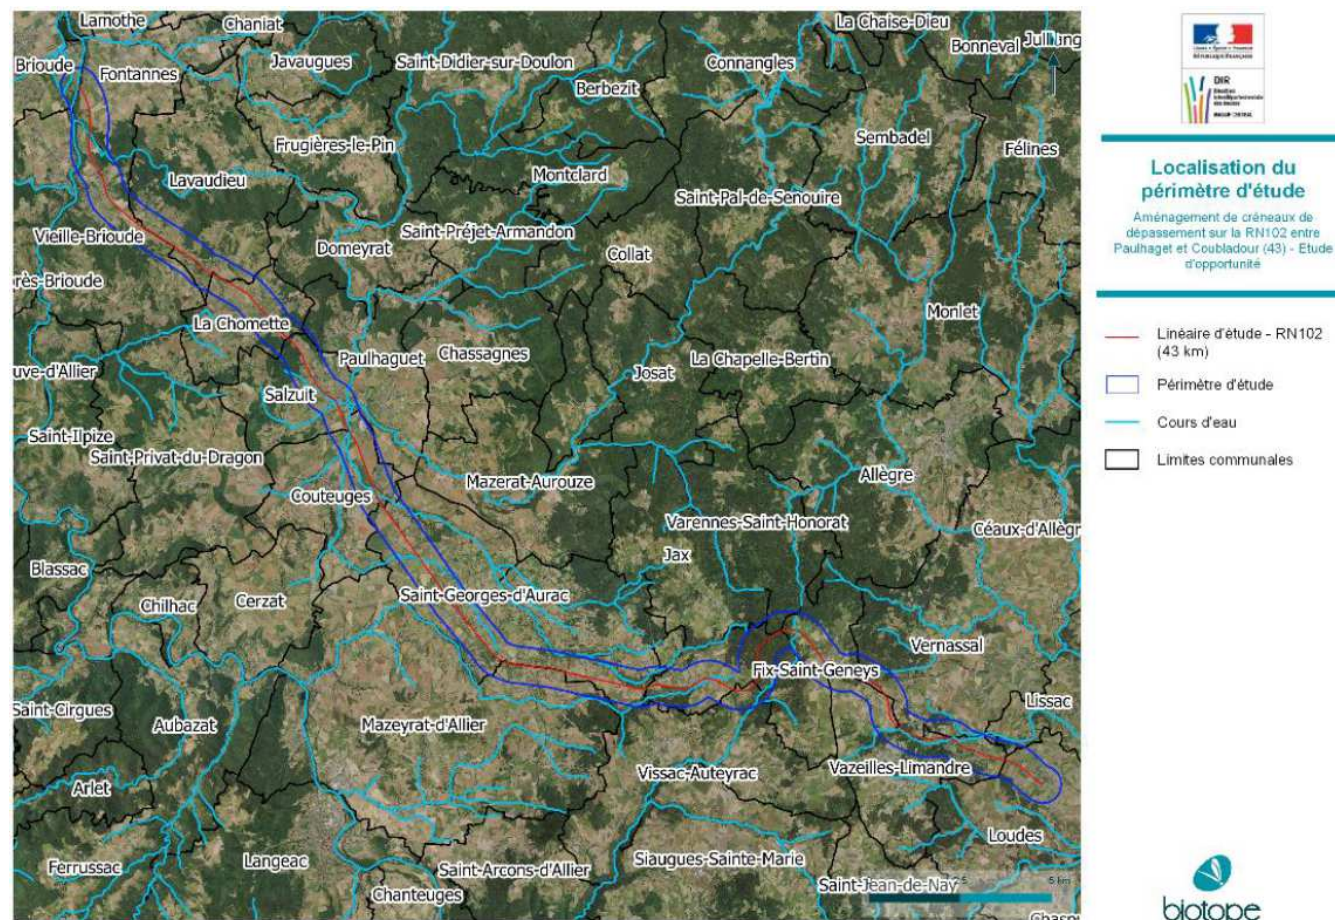 Lamothe
Chaniat
La Chaise-Dieu
Bonneval
Brioude
Fontannes
Javaugues
Saint-Didier-sur-Doulon
Connangles
Berbezit
Frugières-le-Pin
Sembadel
Félines
Lavaudieu
Montclard
Saint-Pal-de-Senouire
Vieille-Brioude
Domeyrat
Saint-Préjet-Armandon
Collat
La Chomette
Monlet
Paulhaguet
Chassagnes
La Chapelle-Bertin
Josat
uve-d'Allier
Salzuit
Saint-Ilpize
Saint-Privat-du-Dragon
Couteuges
Mazerat-Aurouze
Allègre
Varennes-Saint-Honorat
Céaux-d'Allègr
Jax
Blassac
Chilhac
Cerzat
Saint-Georges-d'Aurac
Vernassal
Fix-Saint-Geneys
Lissac
Saint-Cirgues
Aubazat
Mazeyrat-d'Allier
Vissac-Auteyrac
Vazeilles-Limandre
Arlet
Loudes
Ferrussac
Langeac
Saint-Arcons-d'Allier
Siaugues-Sainte-Marie
Saint-Jean-de-Nay
5 km
Chanteuges
DIR
Localisation du
périmètre d'étude
Aménagement de créneaux de
dépassement sur la RN102 entre
Paulhaget et Coubladour (43) - Etude
d'opportunité
Linéaire d'étude - RN102
(43 km)
Périmètre d'étude
Cours d'eau
Limites communales
biotope